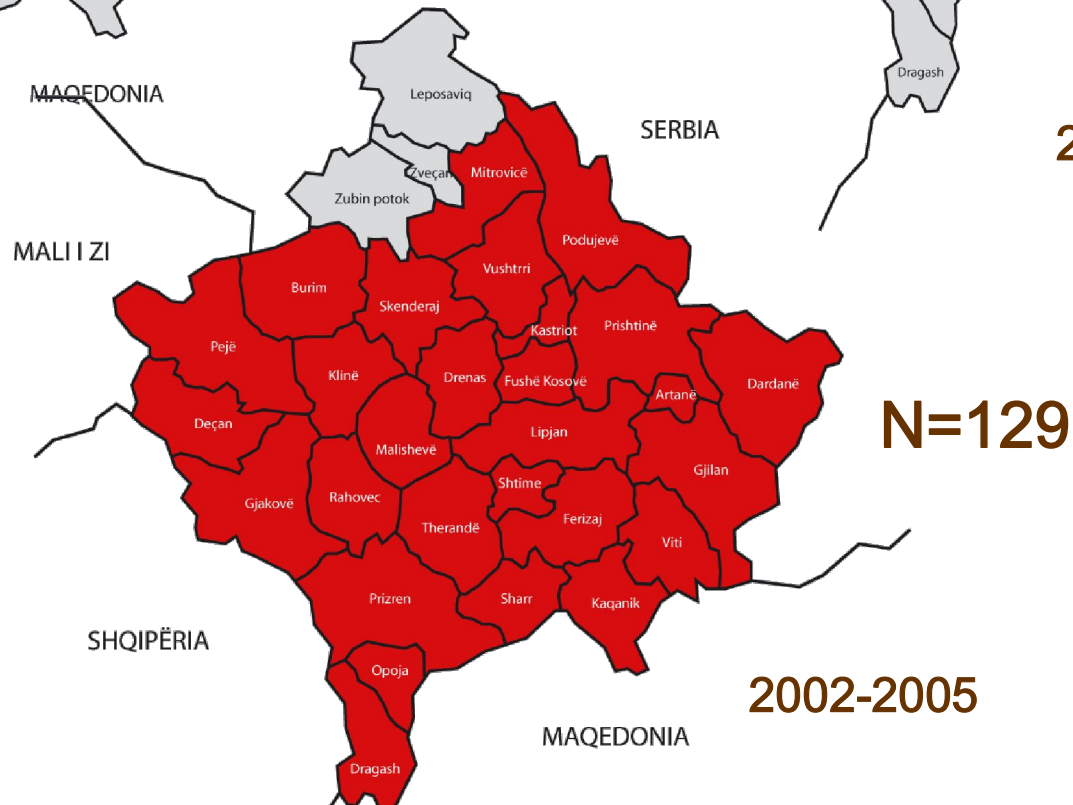 Dragash
Leposaviq
MAQEDONIA
SERBIA
2
Zveçan
Mitrovicë
Zubin potok
Podujevë
MALI I ZI
Vushtrri
Burim
Skenderaj
Kastriot
Prishtinë
Pejë
Klinë
Drenas
Fushë Kosovë
Artanë
Dardanë
Deçan
Lipjan
N=129
Malishevë
Gjilan
Shtime
Gjakovë
Rahovec
Therandë
Ferizaj
Viti
Prizren
Sharr
Kaqanik
SHQIPËRIA
Opoja
2002-2005
MAQEDONIA
Dragash